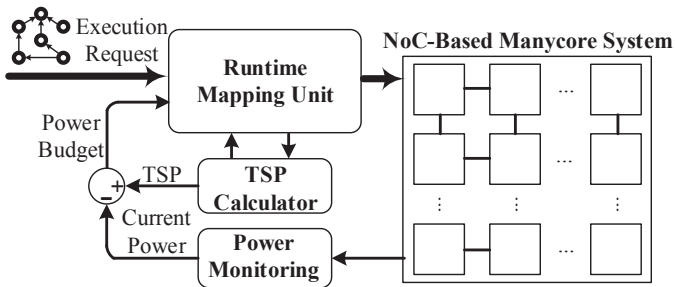 Execution
Request
Runtime
Mapping Unit
NoC-Based Manycore System
...
...
Power
Budget
TSP
+
-
TSP
Calculator
Current
Power
Power
Monitoring
...
...
...
...